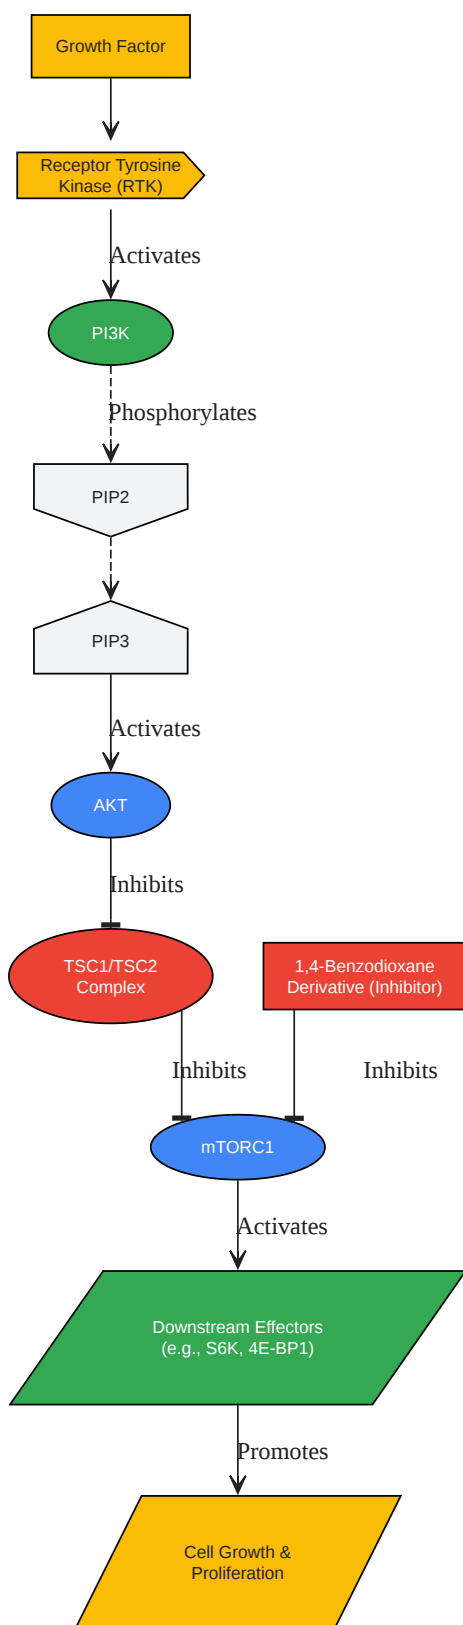 Growth Factor
Receptor Tyrosine
Kinase (RTK)
Activates
PI3K
Phosphorylates
PIP2
PIP3
Activates
AKT
Inhibits
TSC1/TSC2
Complex
1,4-Benzodioxane
Derivative (Inhibitor)
Inhibits
Inhibits
mTORC1
Activates
Downstream Effectors
(e.g., S6K, 4E-BP1)
Promotes
Cell Growth &
Proliferation